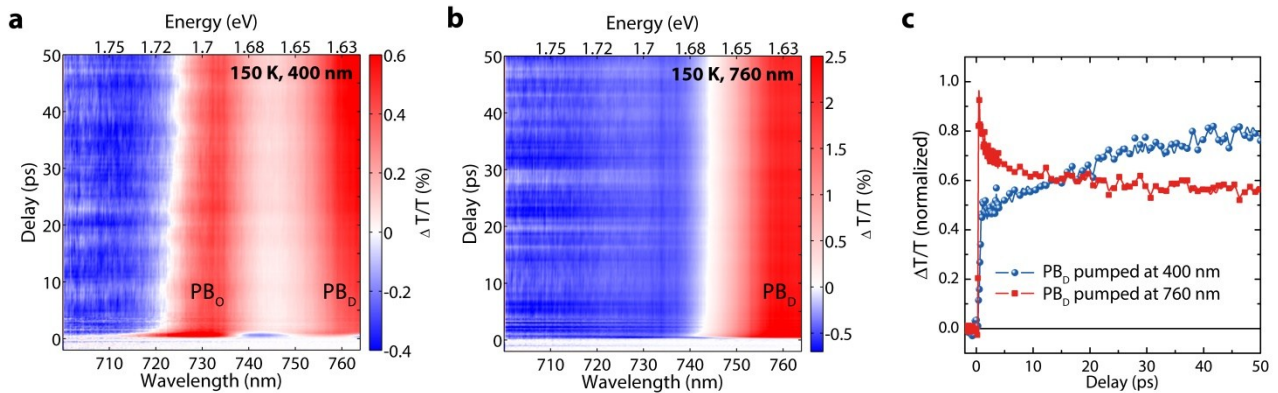 a
Energy (eV)
1.75 1.72 1.7 1.68 1.65 1.63
150 K, 400 nm
Delay (ps)
50
40
30
20
10
0
PBO
PBD
710 720 730 740 750 760
Wavelength (nm)
0.6
0.4
0.2
0
-0.2
-0.4
Δ T/T (%)
b
Energy (eV)
1.75 1.72 1.7 1.68 1.65 1.63
150 K, 760 nm
Delay (ps)
50
40
30
20
10
0
PBD
710 720 730 740 750 760
Wavelength (nm)
2.5
2
1.5
1
0.5
0
-0.5
Δ T/T (%)
c
ΔT/T (normalized)
1.0
0.8
0.6
0.4
0.2
0.0
PBD pumped at 400 nm
PBD pumped at 760 nm
0 10 20 30 40 50
Delay (ps)